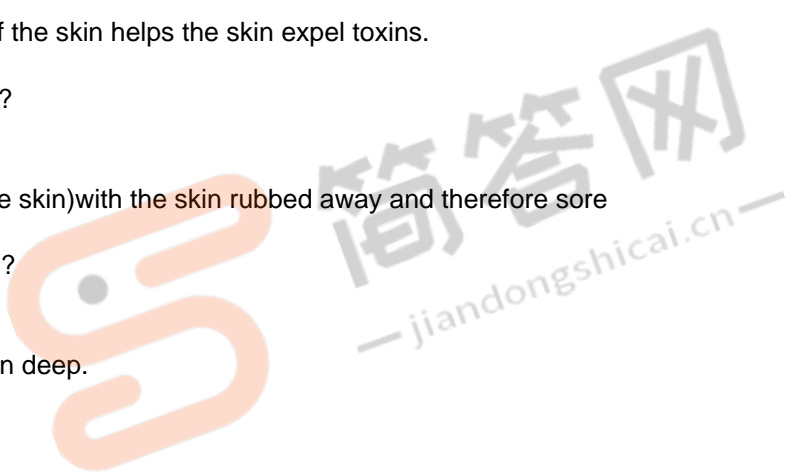 the skin helps the skin expel toxins.
?
skin)with the skin rubbed away and therefore sore
?
deep.
简答网
jiandongshicai.cn